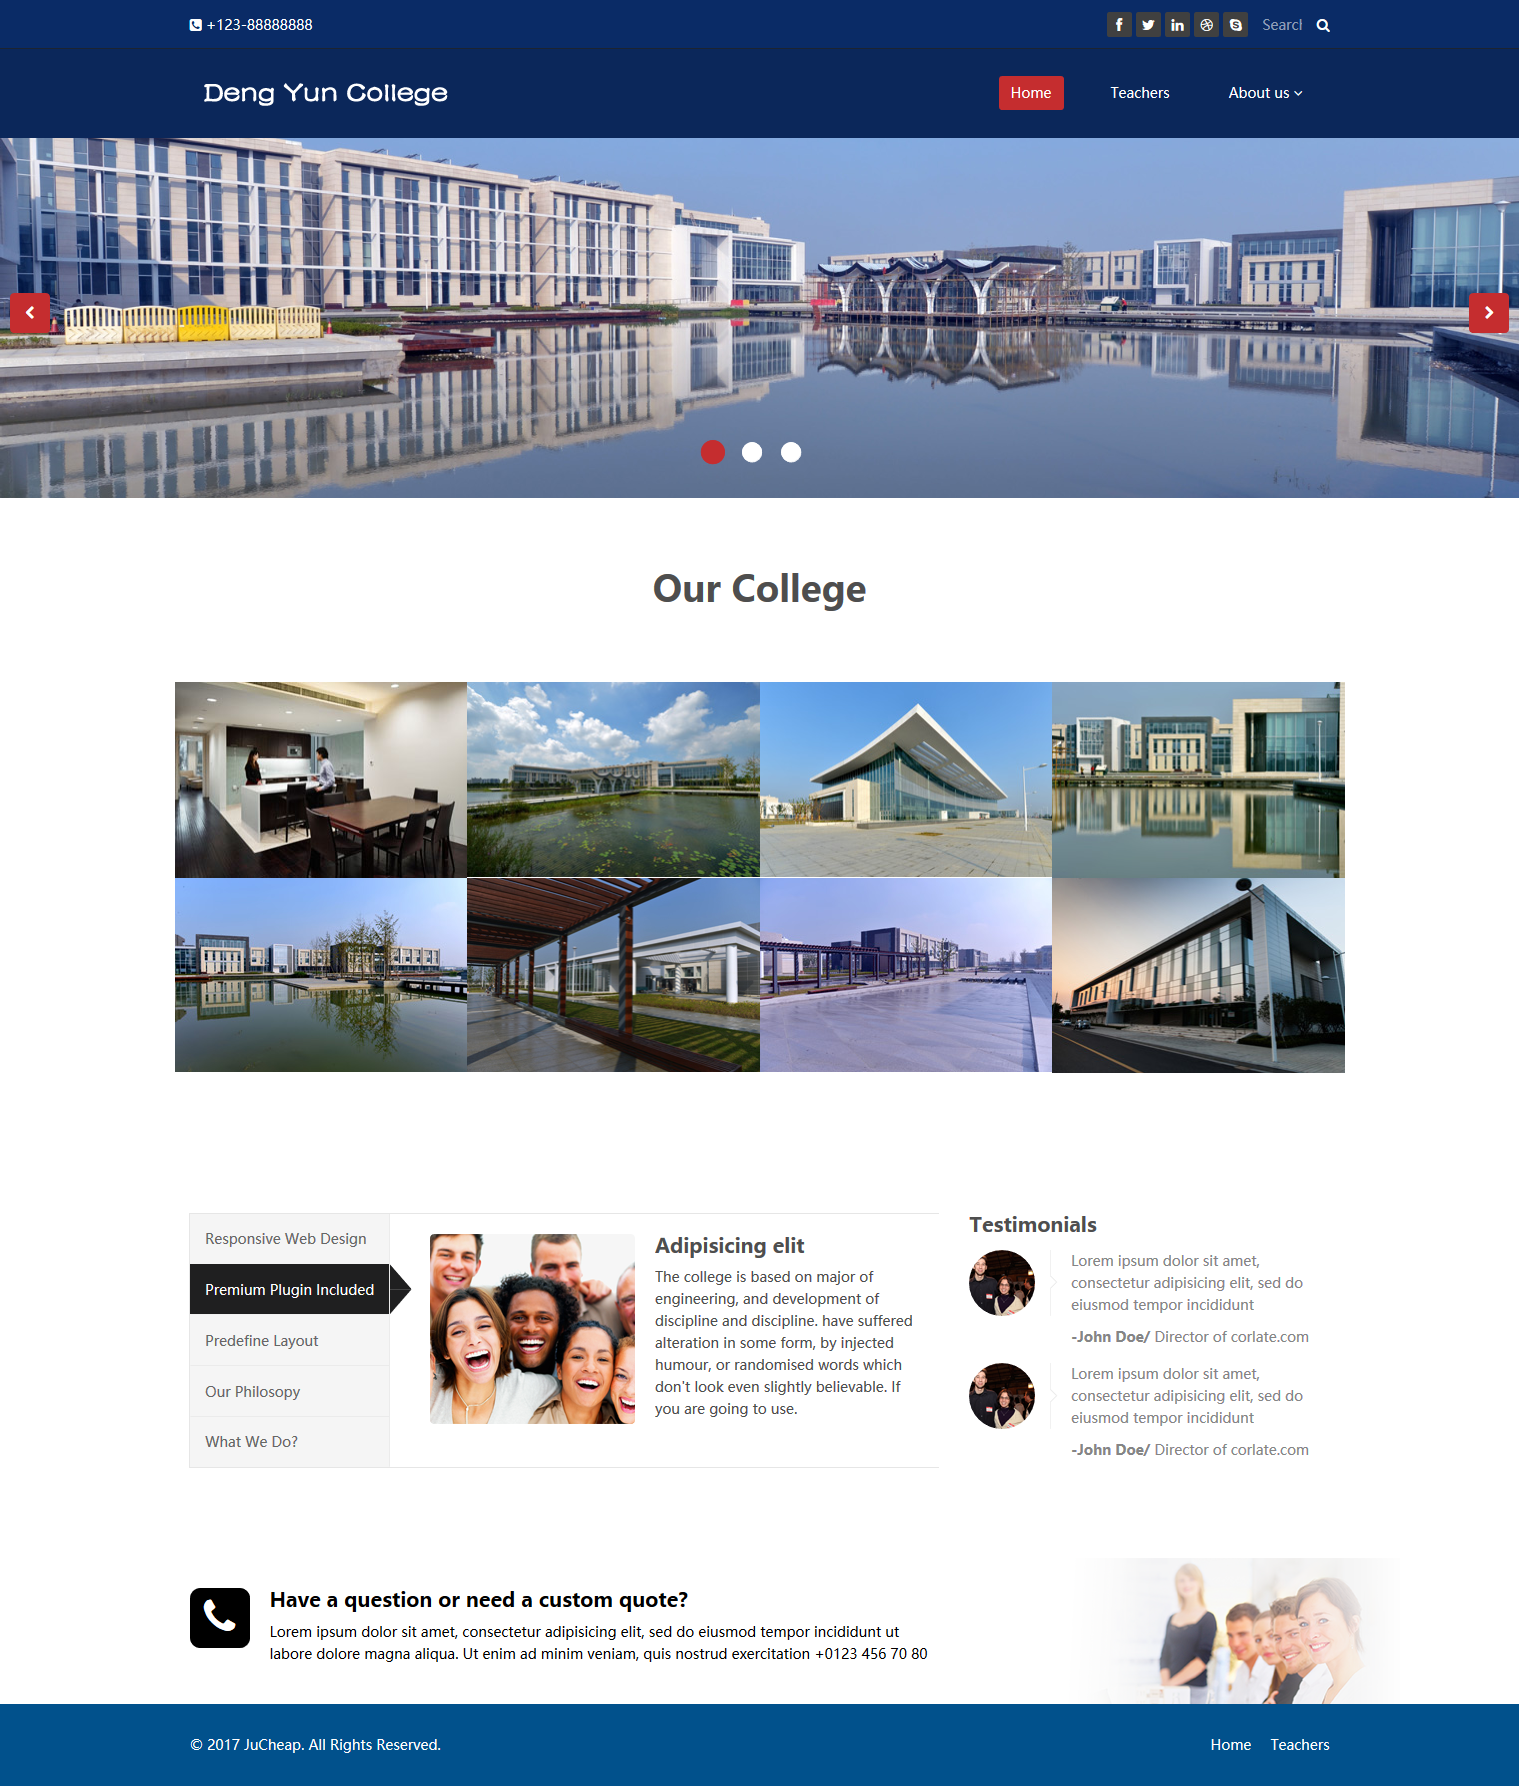 +123-88888888
Search
Deng Yun College
Home
Teachers
About us
Our College
Responsive Web Design
Premium Plugin Included
Predefine Layout
Our Philosopy
What We Do?
Adipisicing elit
The college is based on major of
engineering, and development of
discipline and discipline. have suffered
alteration in some form, by injected
humour, or randomised words which
don't look even slightly believable. If
you are going to use.
Testimonials
Lorem ipsum dolor sit amet,
consectetur adipisicing elit, sed do
eiusmod tempor incididunt
-John Doe/ Director of corlate.com
Lorem ipsum dolor sit amet,
consectetur adipisicing elit, sed do
eiusmod tempor incididunt
-John Doe/ Director of corlate.com
Have a question or need a custom quote?
Lorem ipsum dolor sit amet, consectetur adipisicing elit, sed do eiusmod tempor incididunt ut
labore dolore magna aliqua. Ut enim ad minim veniam, quis nostrud exercitation +0123 456 70 80
© 2017 JuCheap. All Rights Reserved.
Home
Teachers